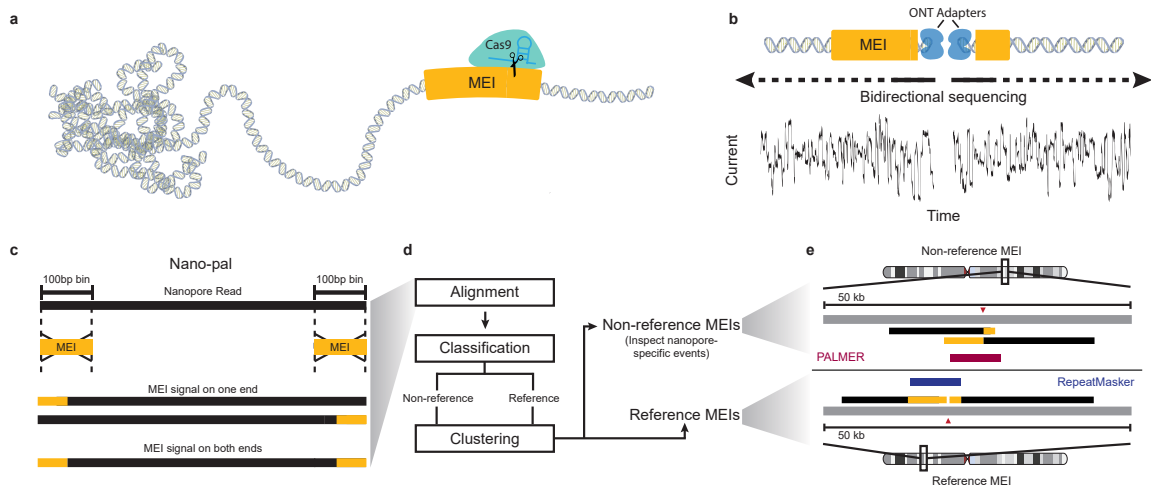 a
Cas9
MEI
b
ONT Adapters
MEI
Bidirectional sequencing
Current
Time
c
Nano-pal
100bp bin
100bp bin
Nanopore Read
MEI
MEI
MEI signal on one end
MEI signal on both ends
d
Alignment
Classification
Non-reference
Reference
Clustering
Non-reference MEIs
(Inspect nanopore-
specific events)
Reference MEIs
e
Non-reference MEI
50 kb
PALMER
RepeatMasker
50 kb
Reference MEI